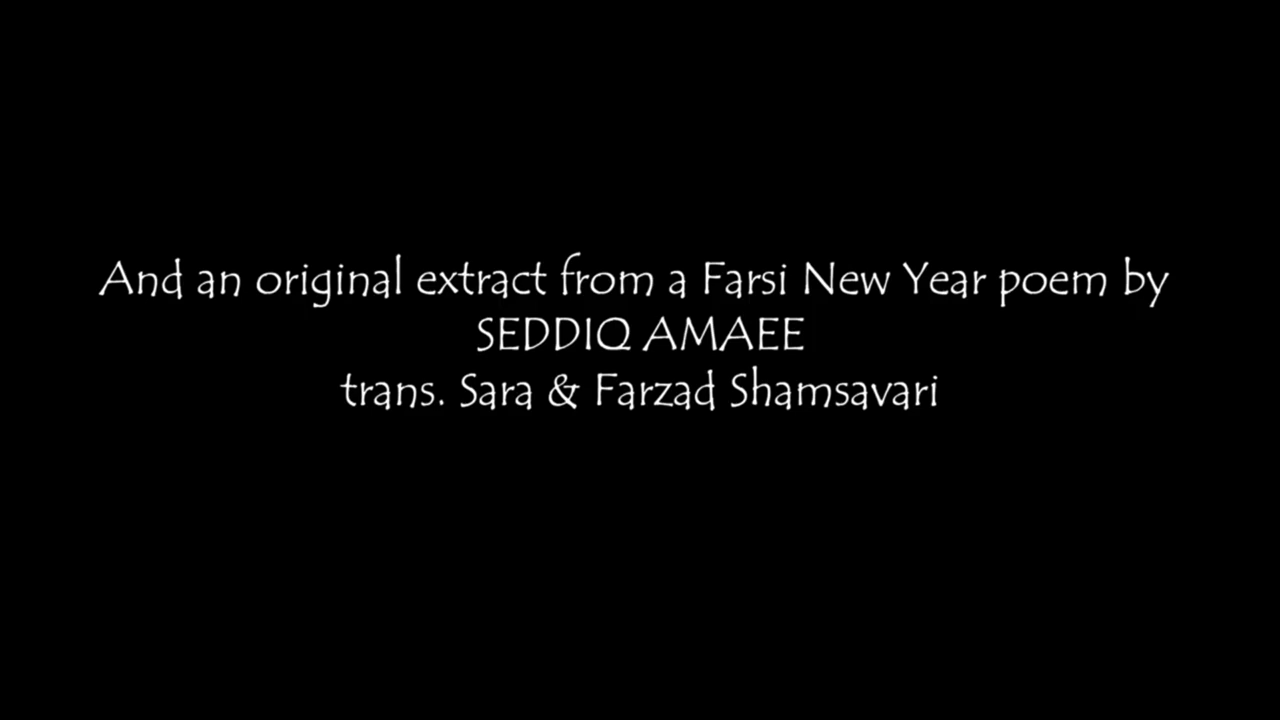 And an original extract from a Farsi New Year poem by
SEDDIQ AMAEE
trans. Sara & Farzad Shamsavari